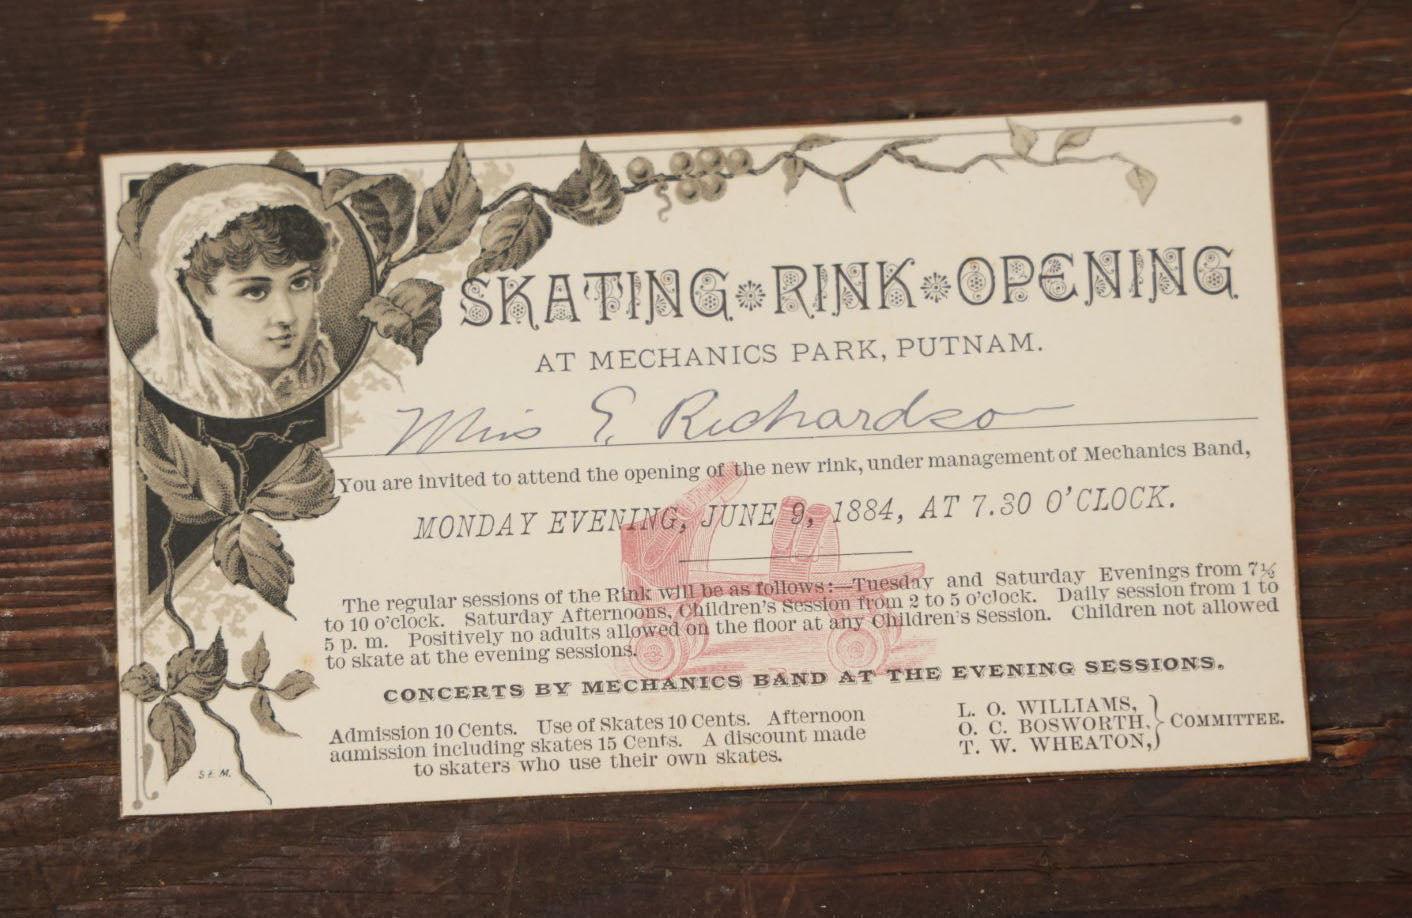 SKATING RINK OPENING
AT MECHANICS PARK, PUTNAM.
Miss E. Richardson
You are invited to attend the opening of the new rink, under management of Mechanics Band,
MONDAY EVENING, JUNE 9, 1884, AT 7.30 O'CLOCK.
The regular sessions of the Rink will be as follows:—Tuesday and Saturday Evenings from 7½
to 10 o'clock. Saturday Afternoons, Children's Session from 2 to 5 o'clock. Daily session from 1 to
5 p. m. Positively no adults allowed on the floor at any Children's Session. Children not allowed
to skate at the evening sessions.
CONCERTS BY MECHANICS BAND AT THE EVENING SESSIONS.
Admission 10 Cents. Use of Skates 10 Cents. Afternoon
admission including skates 15 Cents. A discount made
to skaters who use their own skates.
L. O. WILLIAMS,
O. C. BOSWORTH, COMMITTEE.
T. W. WHEATON,
S.E.M.